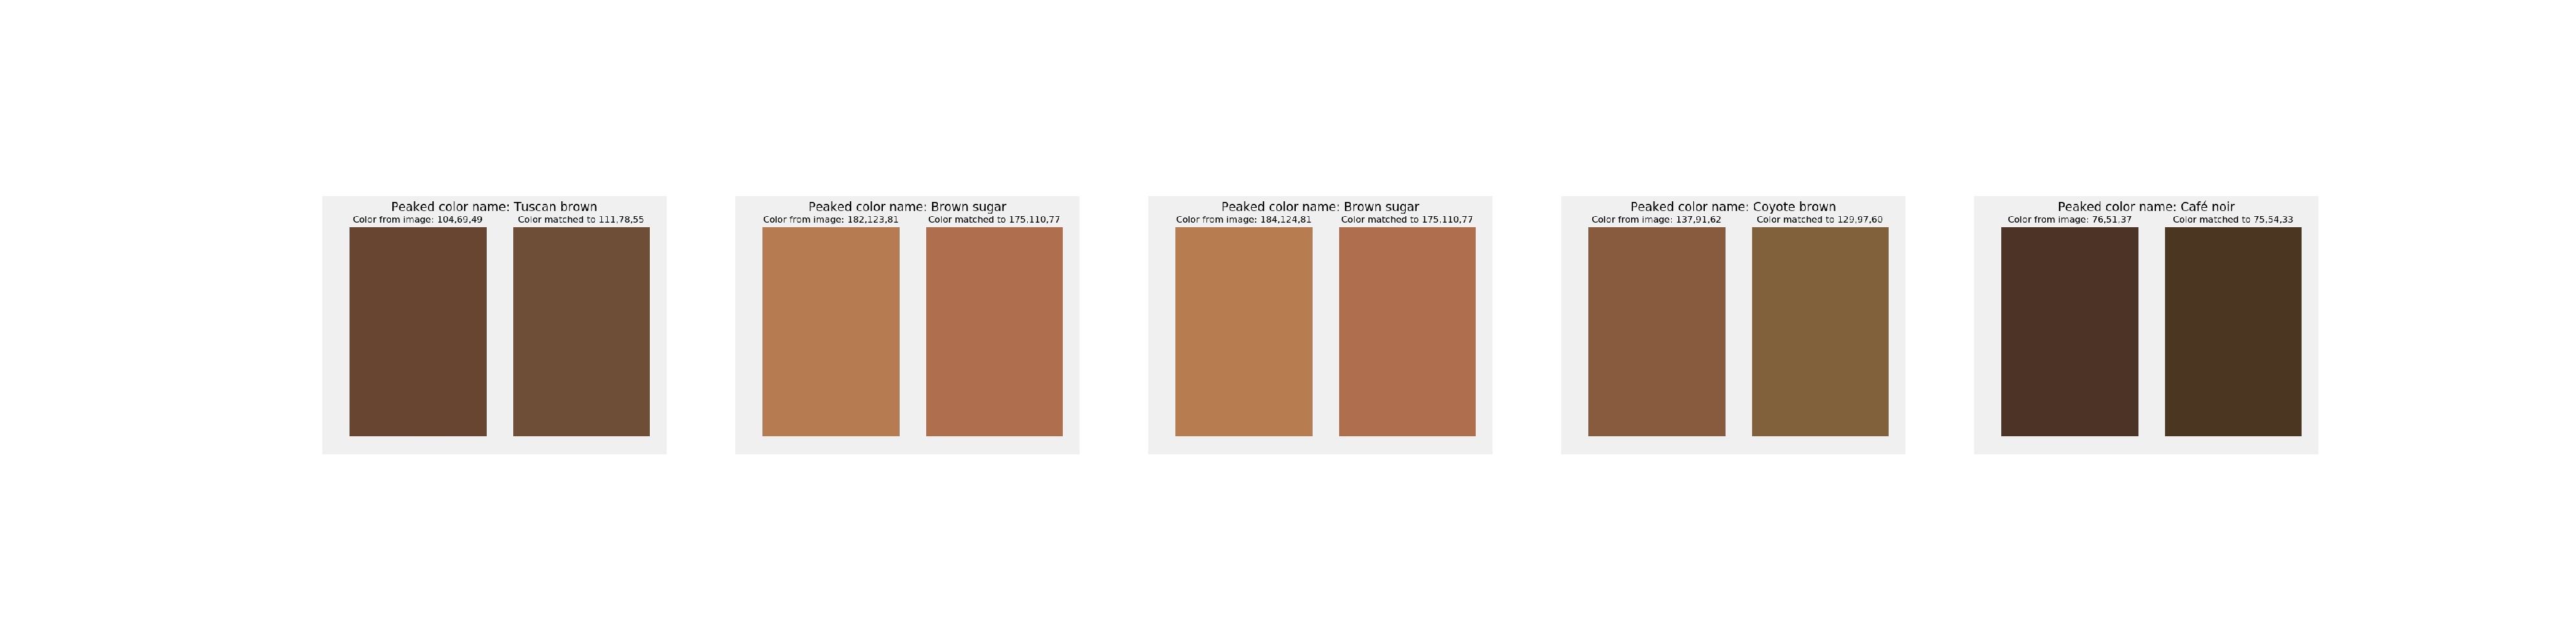 Peaked color name: Tuscan brown
Color from image: 104,69,49
Color matched to 111,78,55
Peaked color name: Brown sugar
Color from image: 182,123,81
Color matched to 175,110,77
Peaked color name: Brown sugar
Color from image: 184,124,81
Color matched to 175,110,77
Peaked color name: Coyote brown
Color from image: 137,91,62
Color matched to 129,97,60
Peaked color name: Café noir
Color from image: 76,51,37
Color matched to 75,54,33